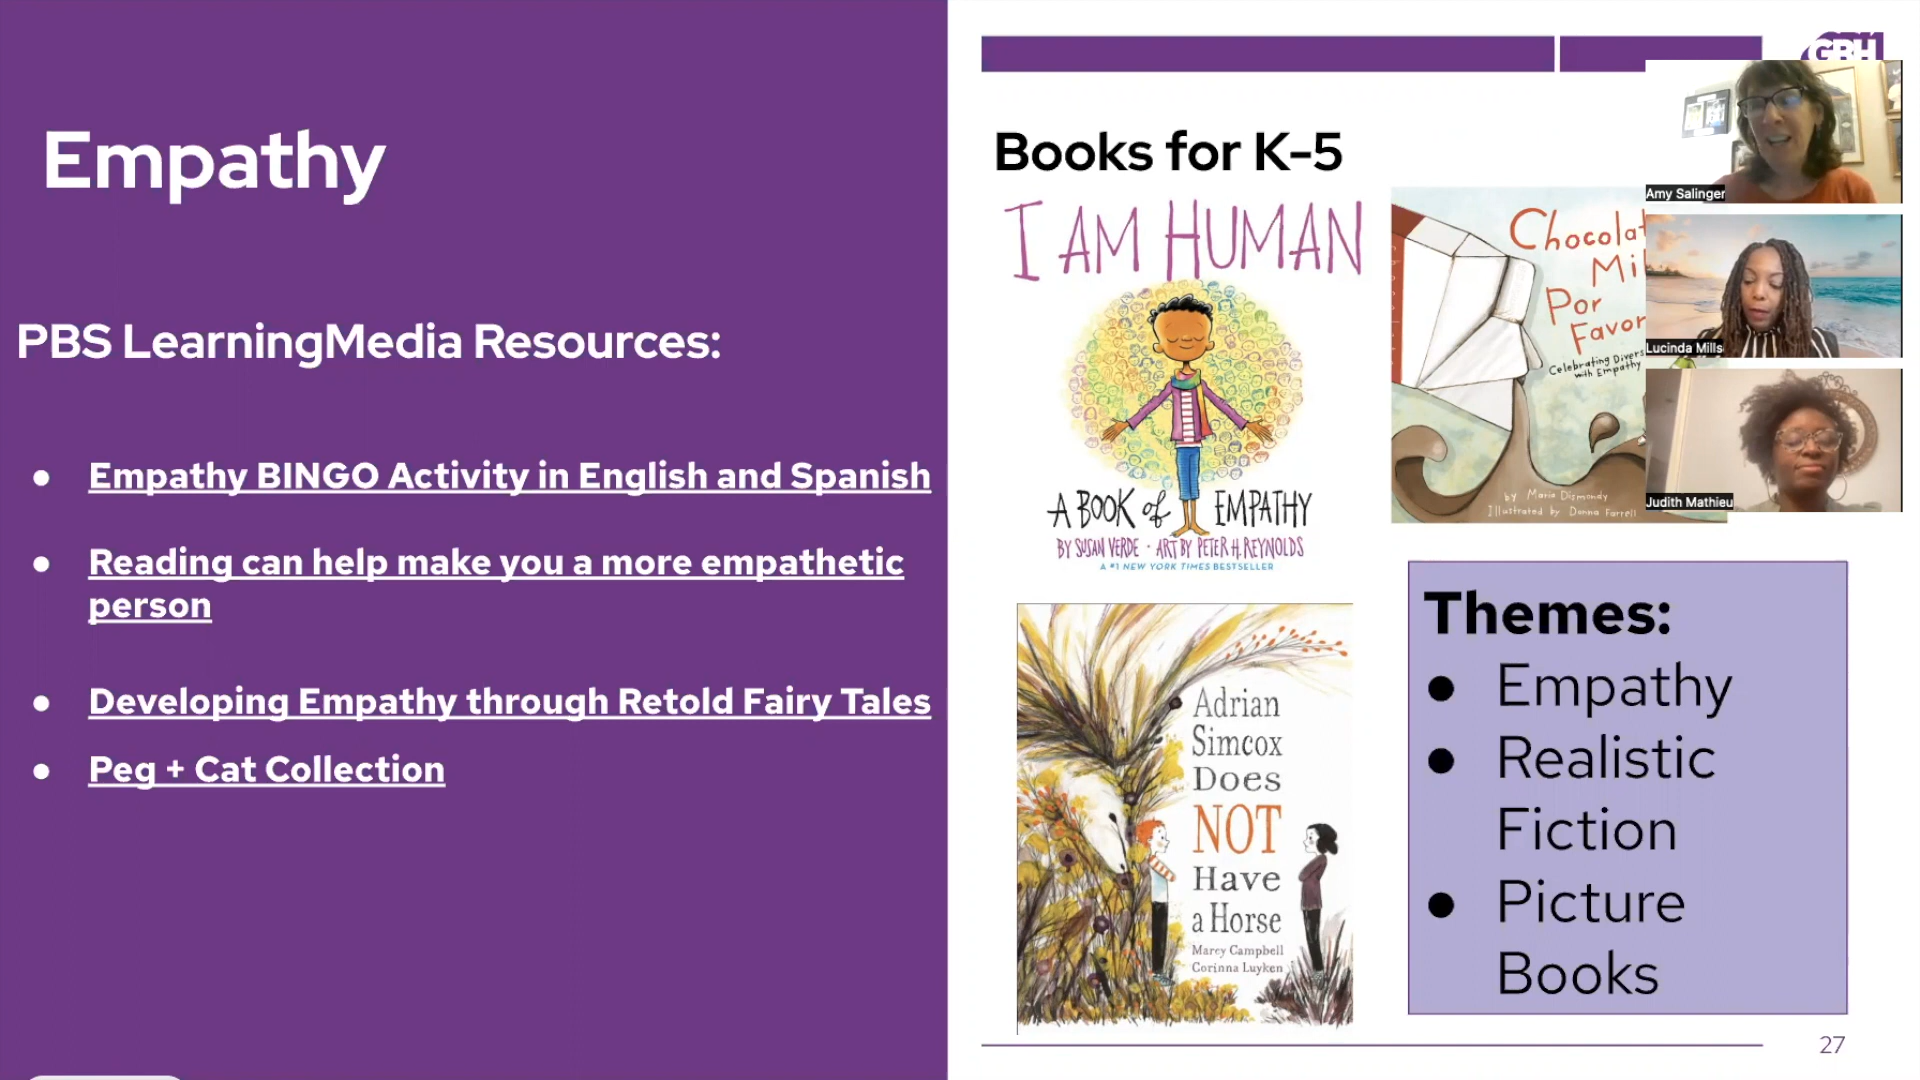 Empathy
PBS LearningMedia Resources:
Empathy BINGO Activity in English and Spanish
Reading can help make you a more empathetic
person
Developing Empathy through Retold Fairy Tales
Peg + Cat Collection
GBH
Books for K-5
I AM HUMAN
A BOOK of EMPATHY
BY SUSAN VERDE · ART BY PETER H. REYNOLDS
A #1 NEW YORK TIMES BESTSELLER
Chocolat
Mil
Por
Favor
Celebrating Divers
with Empathy
by Maria Dismondy
Illustrated by Donna Farrell
Amy Salinger
Lucinda Mills
Judith Mathieu
Adrian
Simcox
Does
NOT
Have
a Horse
Marcy Campbell
Corinna Luyken
Themes:
Empathy
Realistic
Fiction
Picture
Books
27